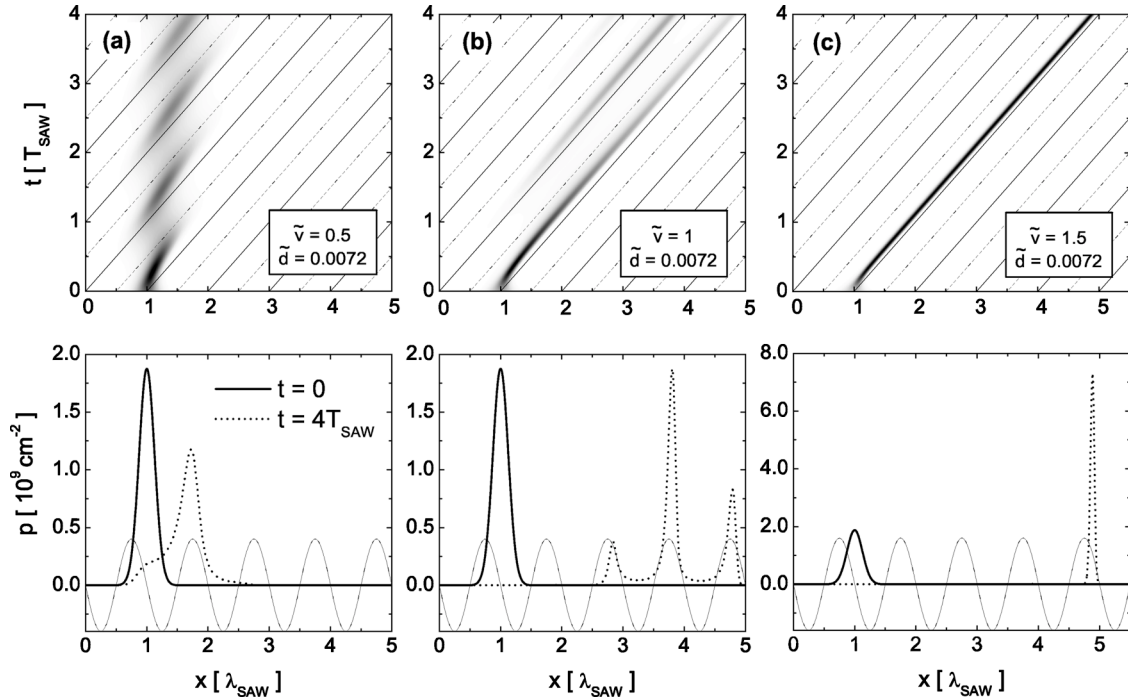 (a)
(b)
(c)
4
3
2
1
0
t [ T_SAW ]
ṽ = 0.5
d̃ = 0.0072
ṽ = 1
d̃ = 0.0072
ṽ = 1.5
d̃ = 0.0072
0 1 2 3 4 5
0 1 2 3 4 5
0 1 2 3 4 5
2.0
1.5
1.0
0.5
0.0
p [ 10⁹ cm⁻² ]
t = 0
t = 4T_SAW
2.0
1.5
1.0
0.5
0.0
8.0
6.0
4.0
2.0
0.0
0 1 2 3 4 5
0 1 2 3 4 5
0 1 2 3 4 5
x [ λ_SAW ]
x [ λ_SAW ]
x [ λ_SAW ]